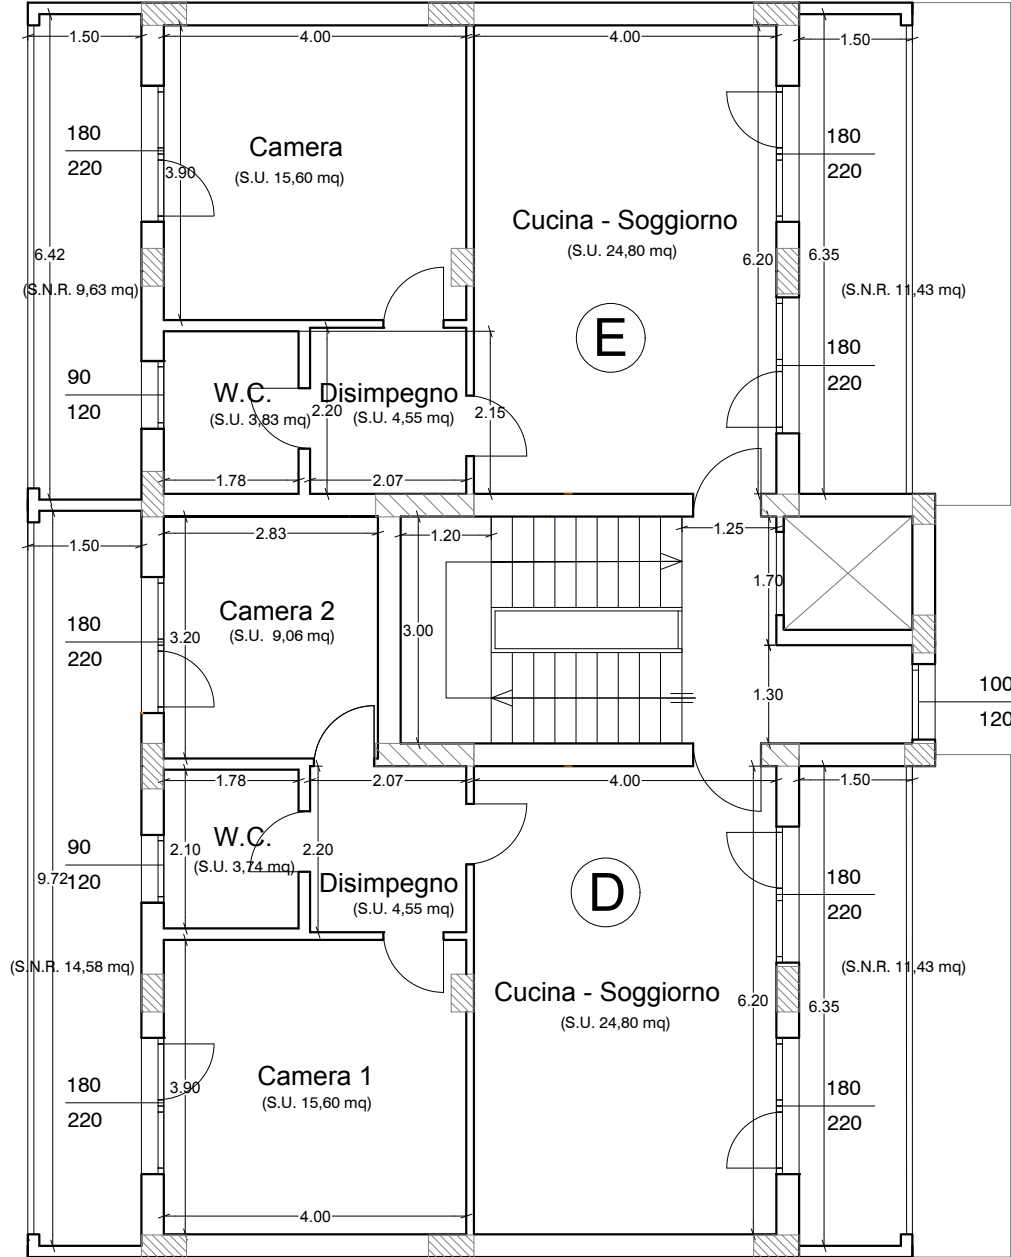 1.50
4.00
4.00
1.50
180
220
Camera
(S.U. 15,60 mq)
3.90
180
220
Cucina - Soggiorno
(S.U. 24,80 mq)
6.42
6.20
6.35
(S.N.R. 9,63 mq)
(S.N.R. 11,43 mq)
E
180
220
90
120
W.C.
(S.U. 3,83 mq)
Disimpegno
(S.U. 4,55 mq)
2.20
2.15
1.78
2.07
1.50
2.83
1.20
1.25
1.70
180
220
Camera 2
(S.U. 9,06 mq)
3.20
3.00
1.30
100
120
1.78
2.07
4.00
1.50
90
120
W.C.
(S.U. 3,74 mq)
2.10
2.20
9.72
Disimpegno
(S.U. 4,55 mq)
D
180
220
(S.N.R. 14,58 mq)
(S.N.R. 11,43 mq)
Cucina - Soggiorno
(S.U. 24,80 mq)
6.20
6.35
Camera 1
(S.U. 15,60 mq)
3.90
180
220
180
220
4.00